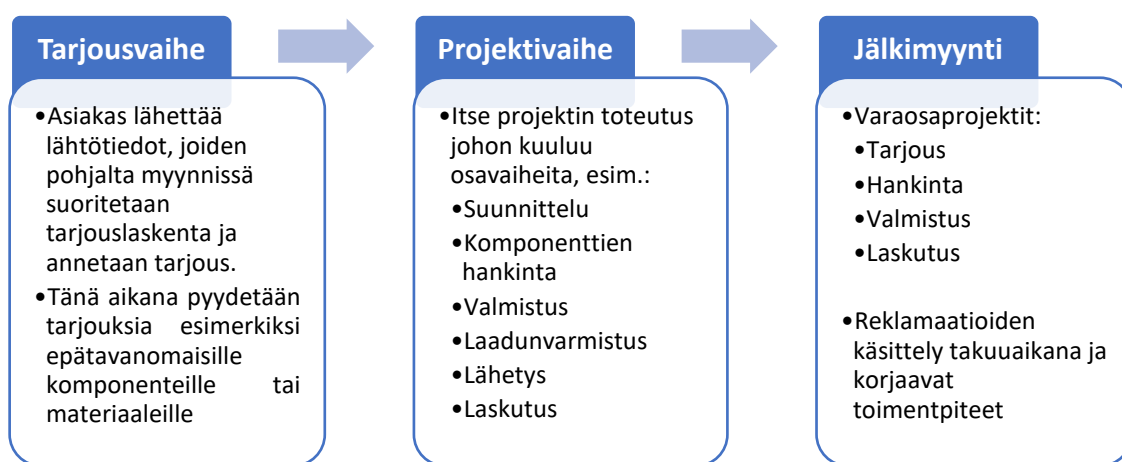 Tarjousvaihe
•Asiakas lähettää
lähtötiedot, joiden
pohjalta myynnissä
suoritetaan
tarjouslaskenta ja
annetaan tarjous.
•Tänä aikana pyydetään
tarjouksia esimerkiksi
epätavanomaisille
komponenteille tai
materiaaleille
Projektivaihe
•Itse projektin toteutus
johon kuuluu
osavaiheita, esim.:
•Suunnittelu
•Komponenttien
hankinta
•Valmistus
•Laadunvarmistus
•Lähetys
•Laskutus
Jälkimyynti
•Varaosaprojektit:
•Tarjous
•Hankinta
•Valmistus
•Laskutus
•Reklamaatioiden
käsittely takuuaikana ja
korjaavat
toimentpiteet